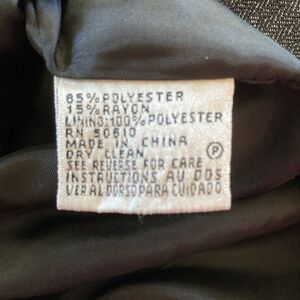 85% POLYESTER
15% RAYON
LINING:100% POLYESTER
RN 50610
MADE IN CHINA
DRY CLEAN P
SEE REVERSE FOR CARE
INSTRUCTIONS AU DOS
VER AL DORSO PARA CUIDADO